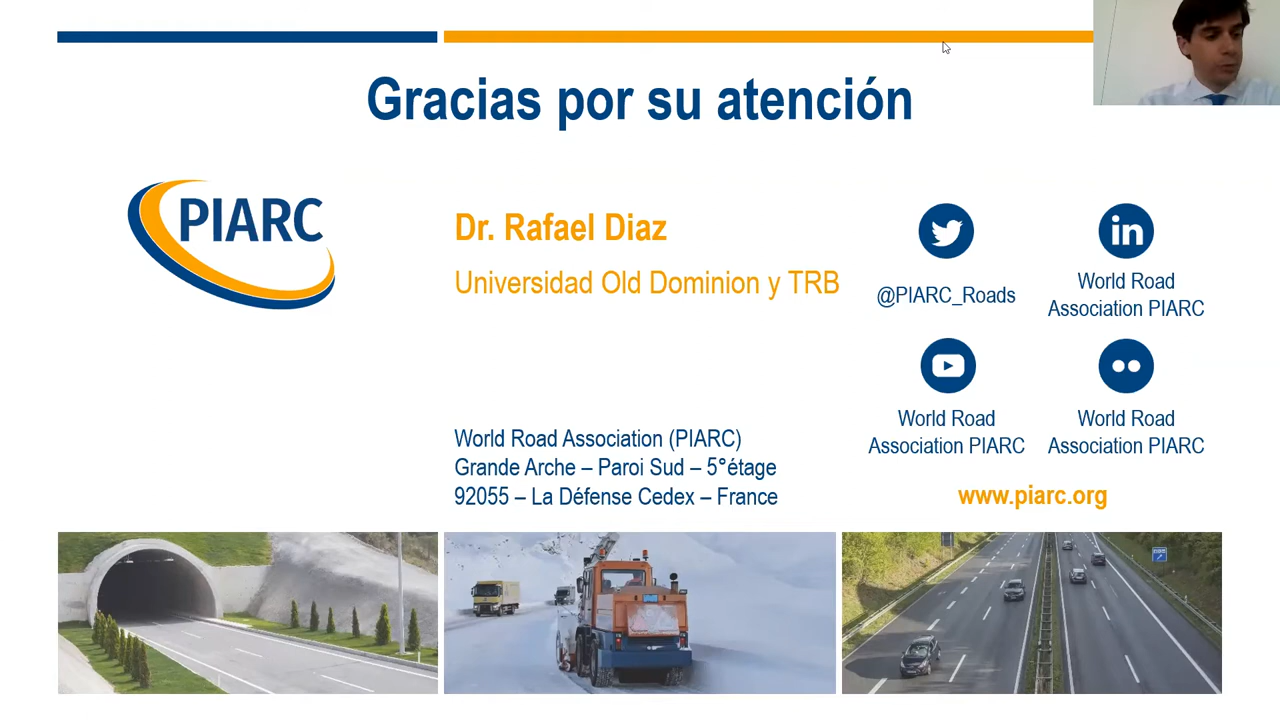 Gracias por su atención
PIARC
Dr. Rafael Diaz
Universidad Old Dominion y TRB
World Road Association (PIARC)
Grande Arche – Paroi Sud – 5°étage
92055 – La Défense Cedex – France
in
@PIARC_Roads
World Road
Association PIARC
World Road
Association PIARC
World Road
Association PIARC
www.piarc.org